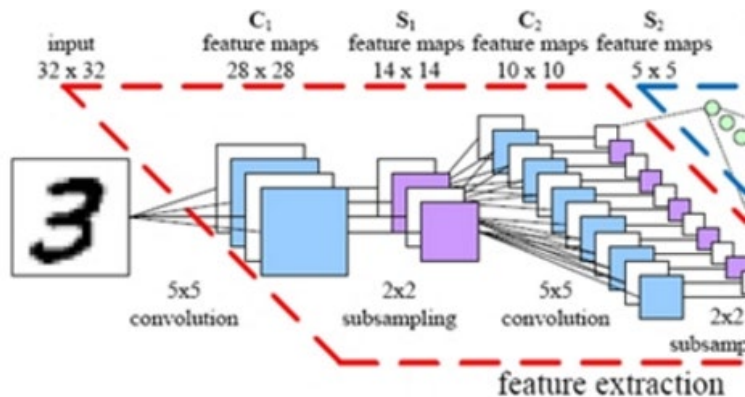 input
32 x 32
C1
feature maps
28 x 28
S1
feature maps
14 x 14
C2
feature maps
10 x 10
S2
feature maps
5 x 5
3
5x5
convolution
2x2
subsampling
5x5
convolution
2x2
subsamp
feature extraction